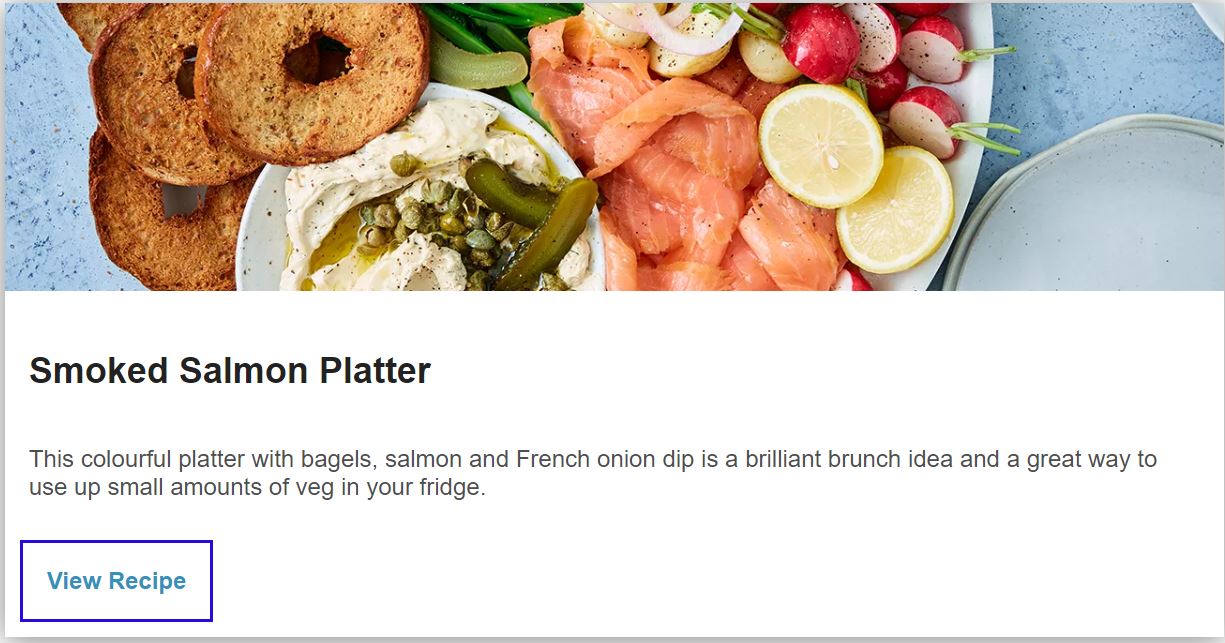 Smoked Salmon Platter
This colourful platter with bagels, salmon and French onion dip is a brilliant brunch idea and a great way to
use up small amounts of veg in your fridge.
View Recipe